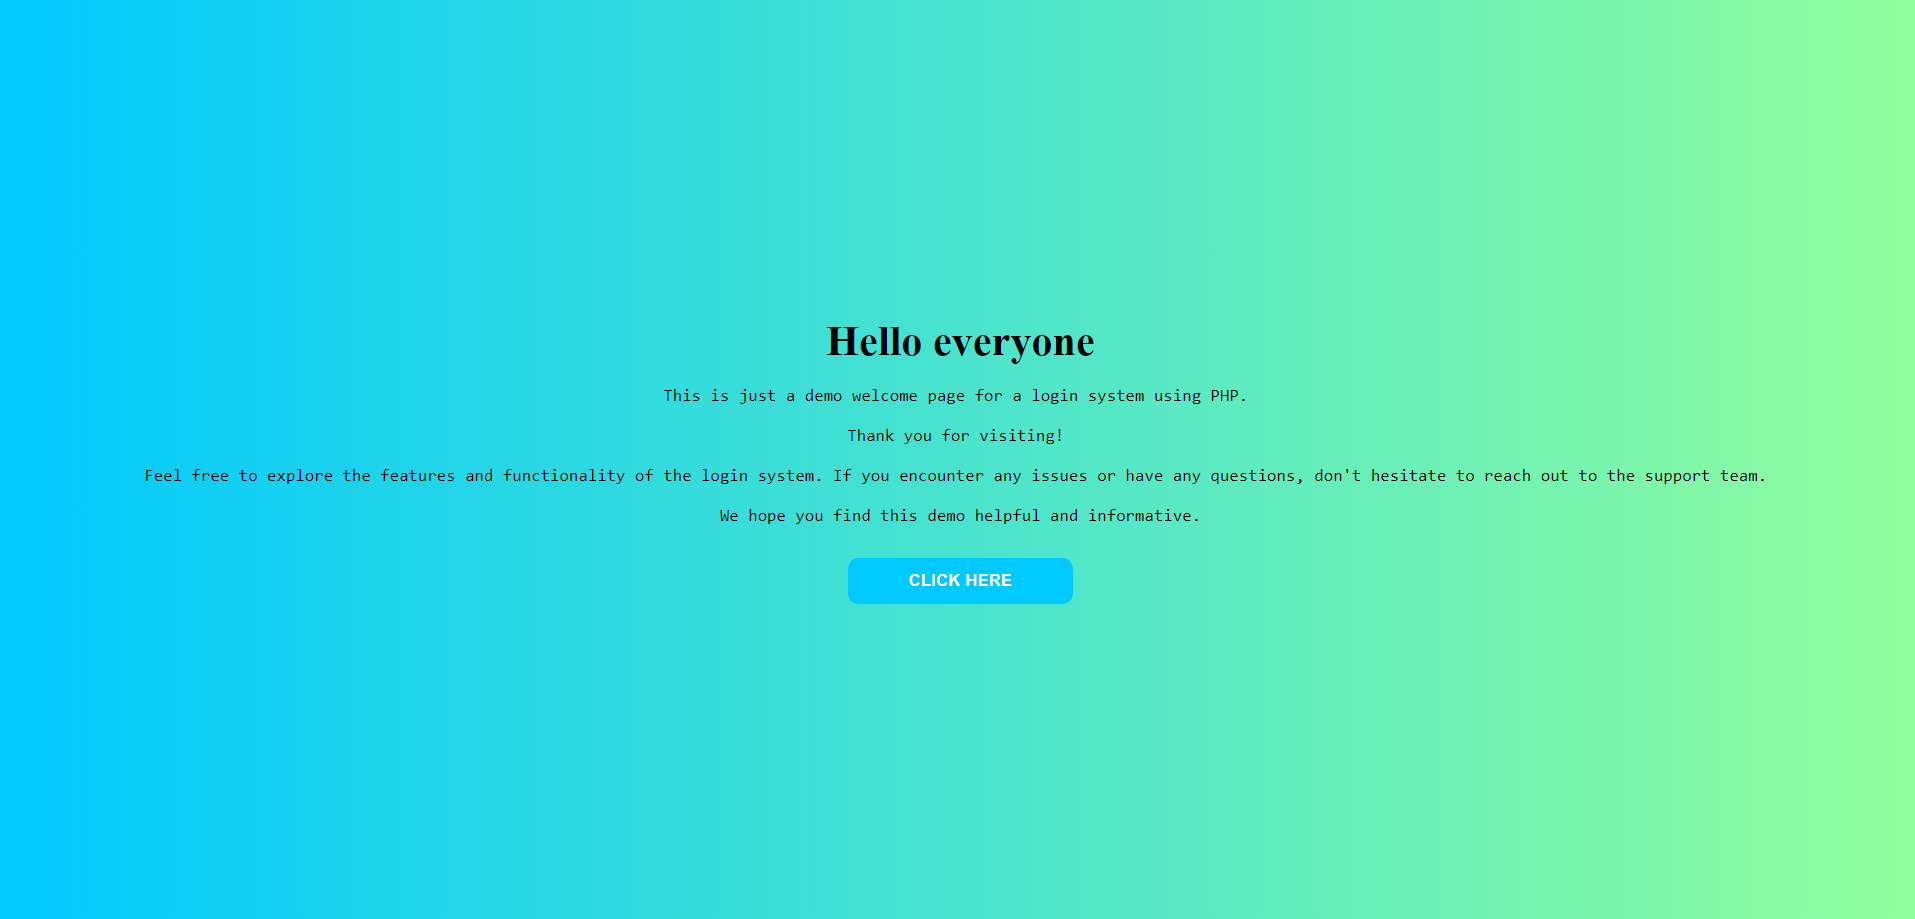 Hello everyone
This is just a demo welcome page for a login system using PHP.
Thank you for visiting!
Feel free to explore the features and functionality of the login system. If you encounter any issues or have any questions, don't hesitate to reach out to the support team.
We hope you find this demo helpful and informative.
CLICK HERE